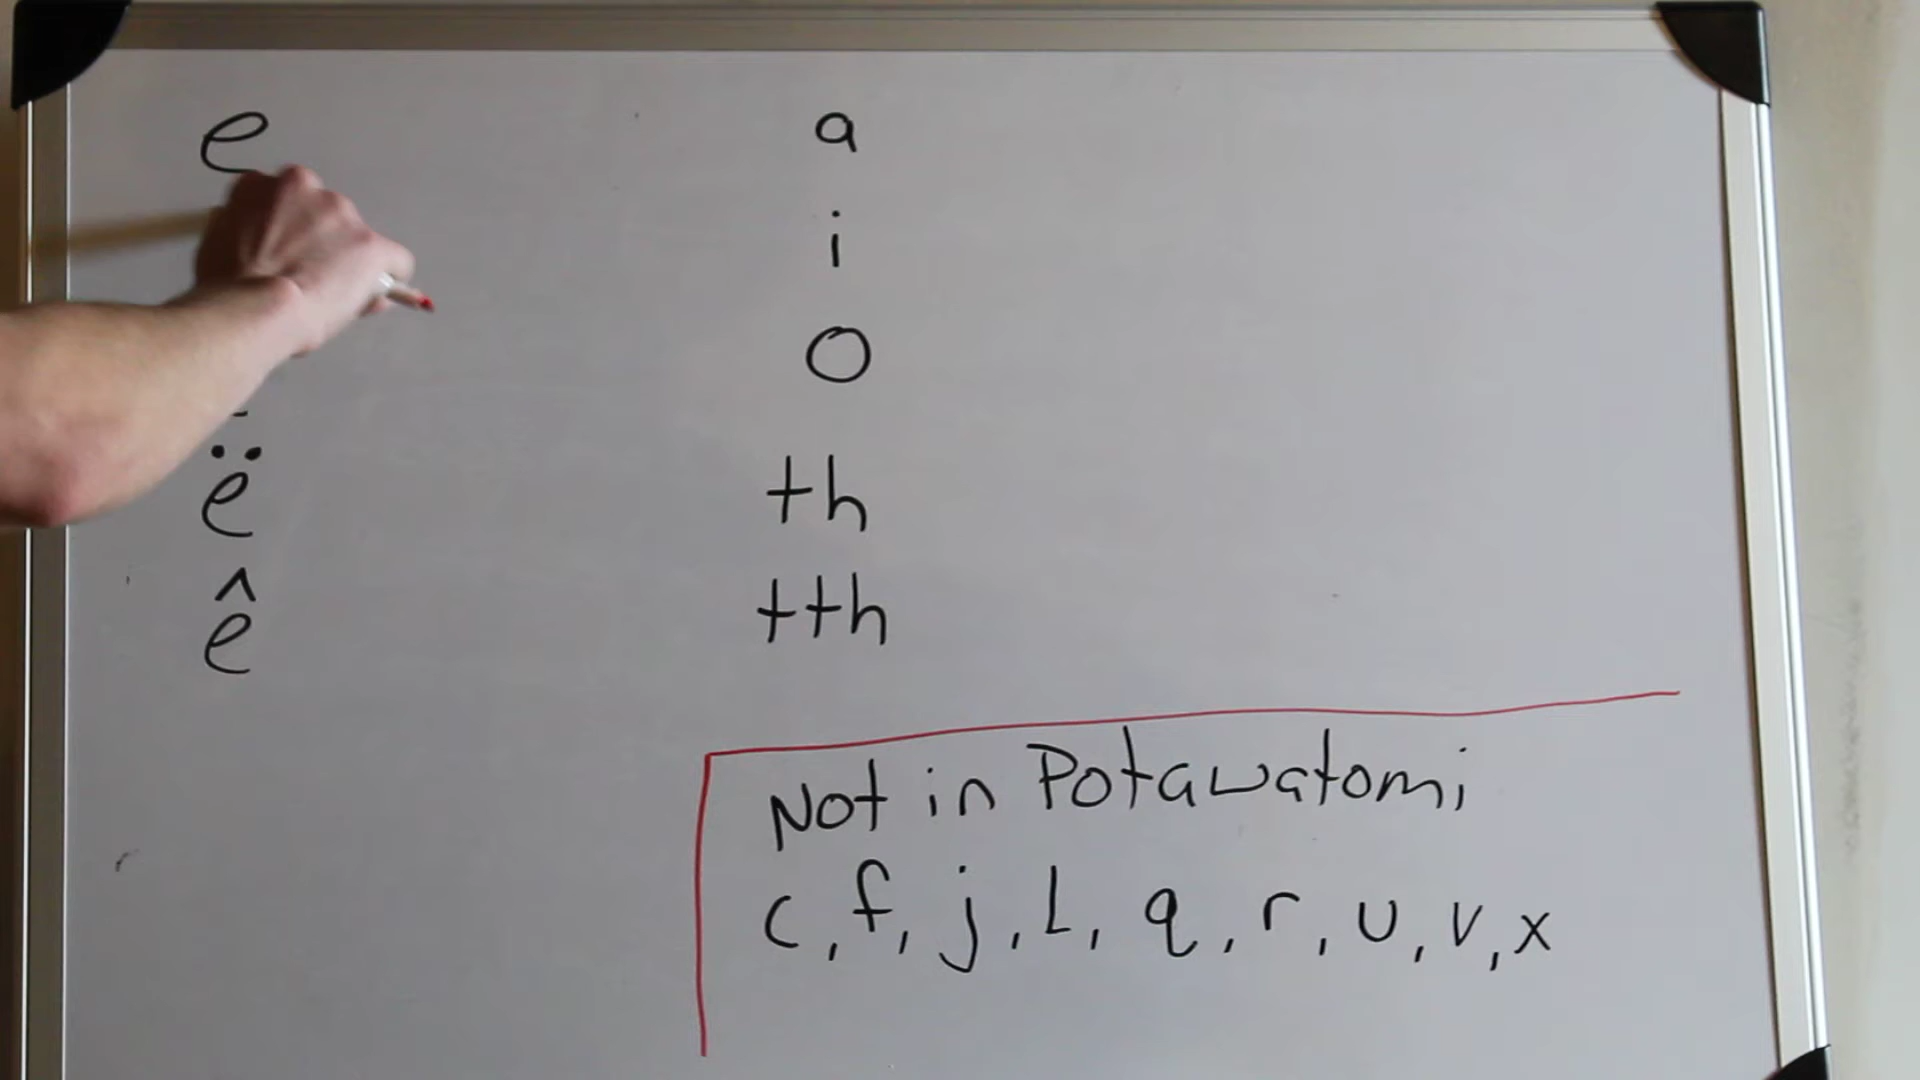 e
ë
ê
a
i
o
th
tth
Not in Potawatomi
c, f, j, L, q, r, u, v, x